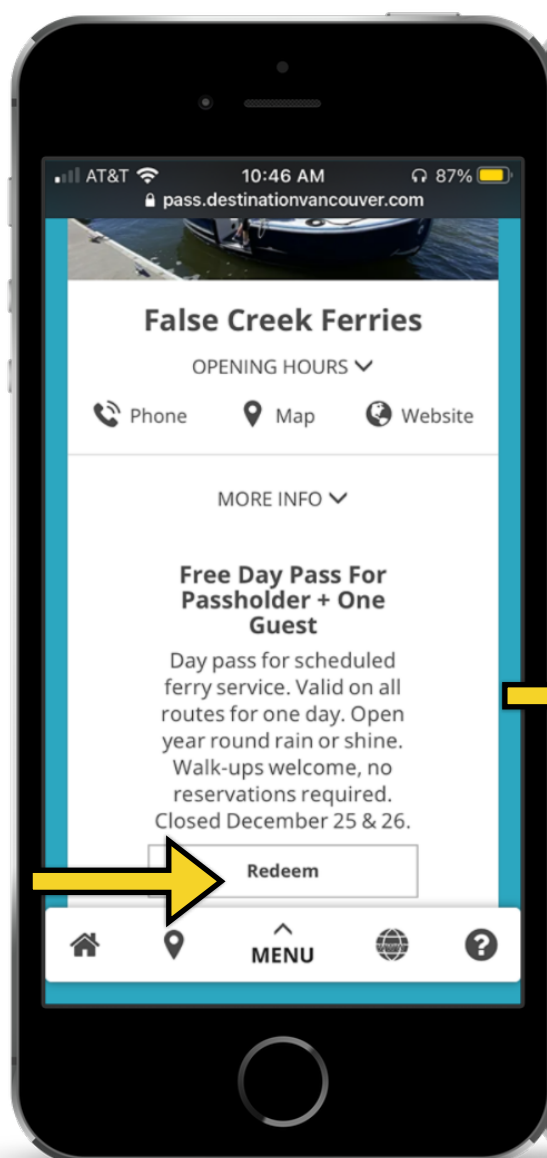 AT&T 10:46 AM 87%
pass.destinationvancouver.com
False Creek Ferries
OPENING HOURS
Phone Map Website
MORE INFO
Free Day Pass For
Passholder + One
Guest
Day pass for scheduled
ferry service. Valid on all
routes for one day. Open
year round rain or shine.
Walk-ups welcome, no
reservations required.
Closed December 25 & 26.
Redeem
MENU